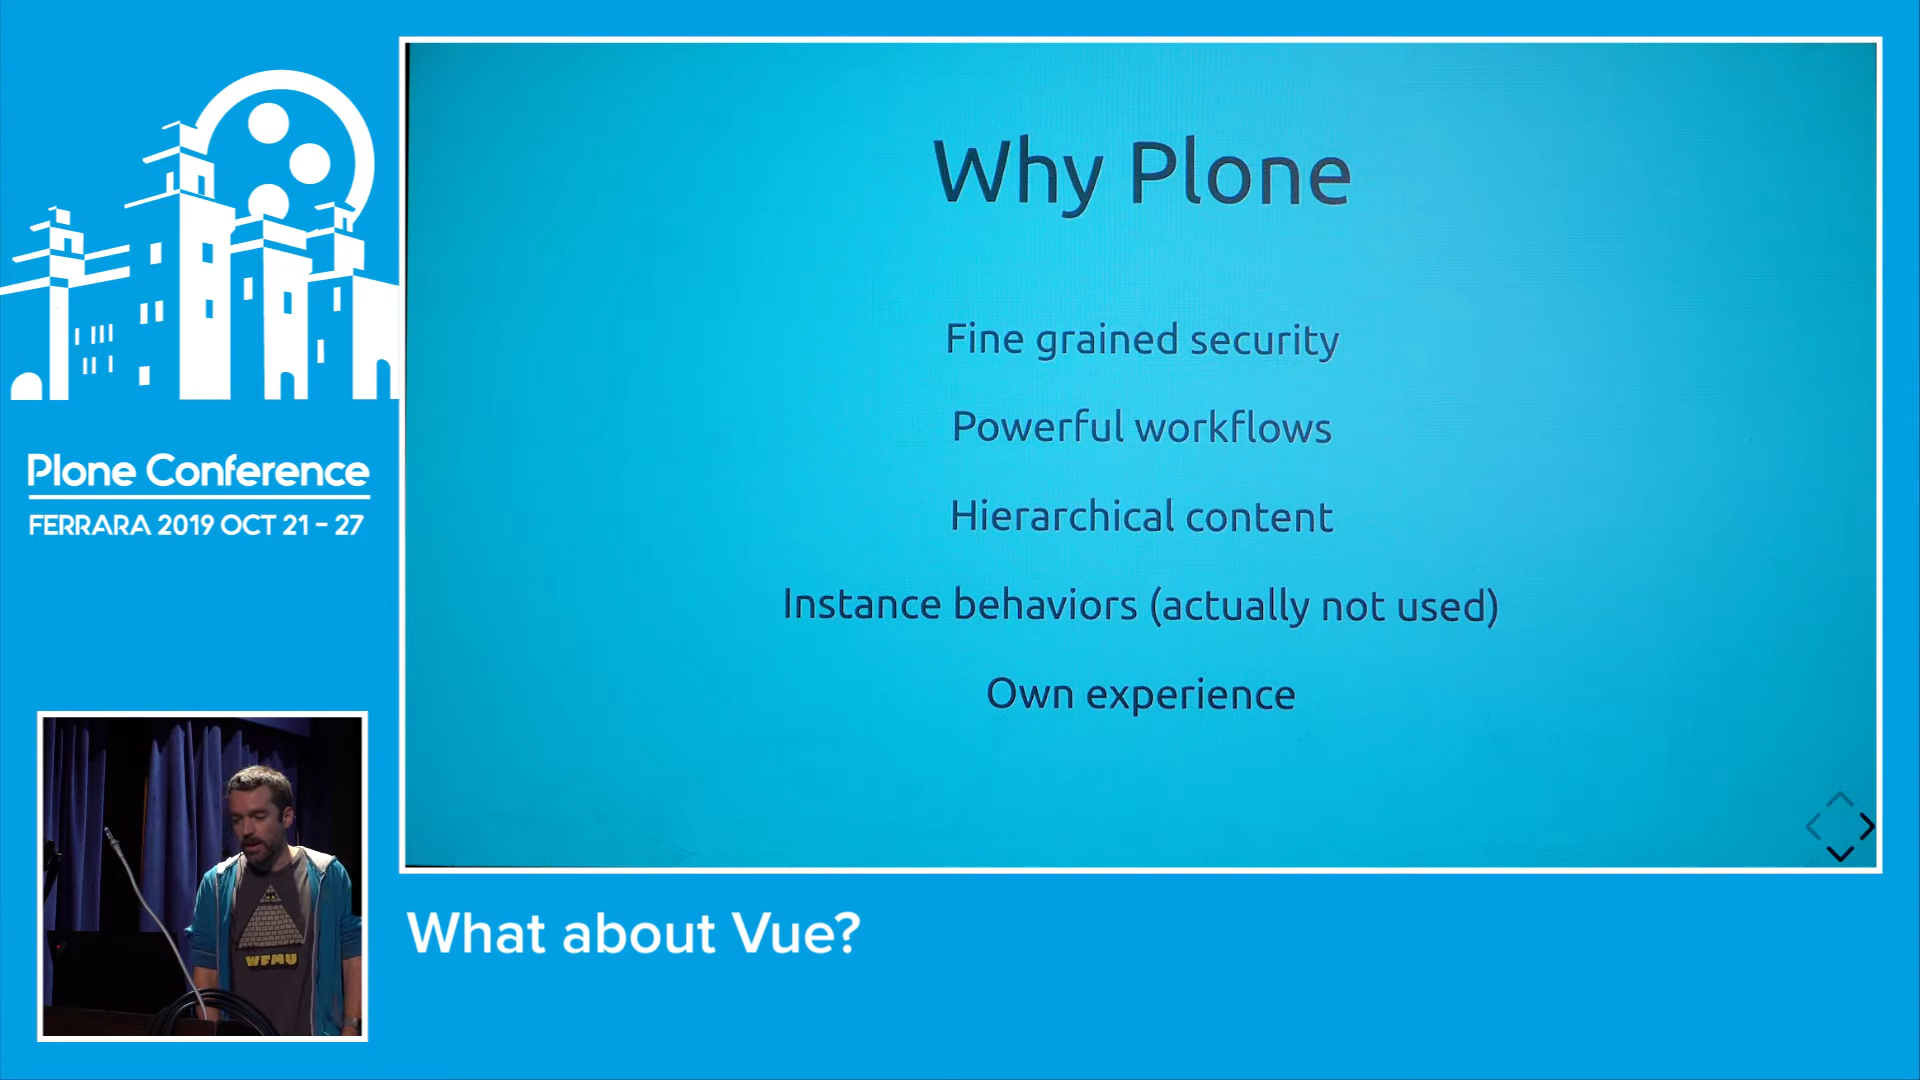 Plone Conference
FERRARA 2019 OCT 21 - 27
Why Plone
Fine grained security
Powerful workflows
Hierarchical content
Instance behaviors (actually not used)
Own experience
WFMU
What about Vue?